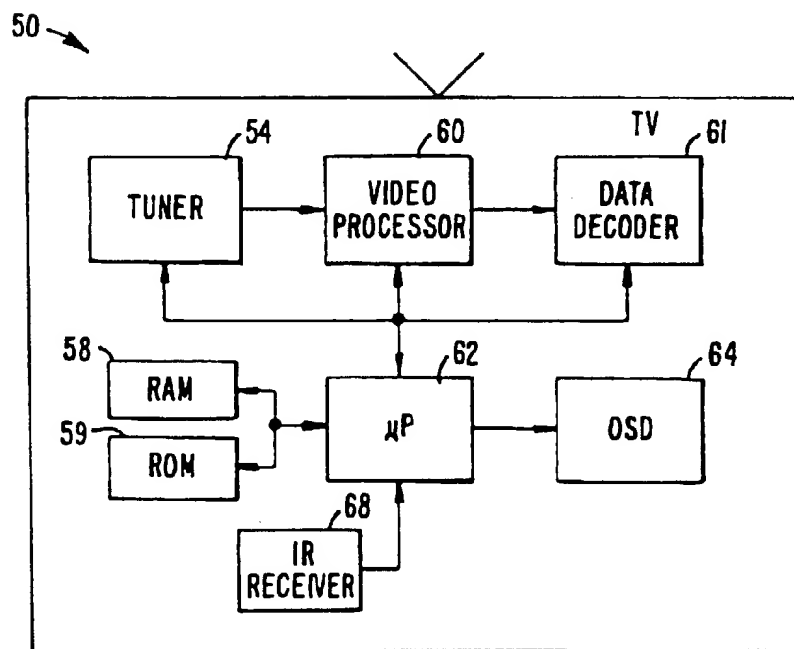 50
TV
54
TUNER
60
VIDEO
PROCESSOR
61
DATA
DECODER
58
RAM
59
ROM
62
μP
64
OSD
68
IR
RECEIVER